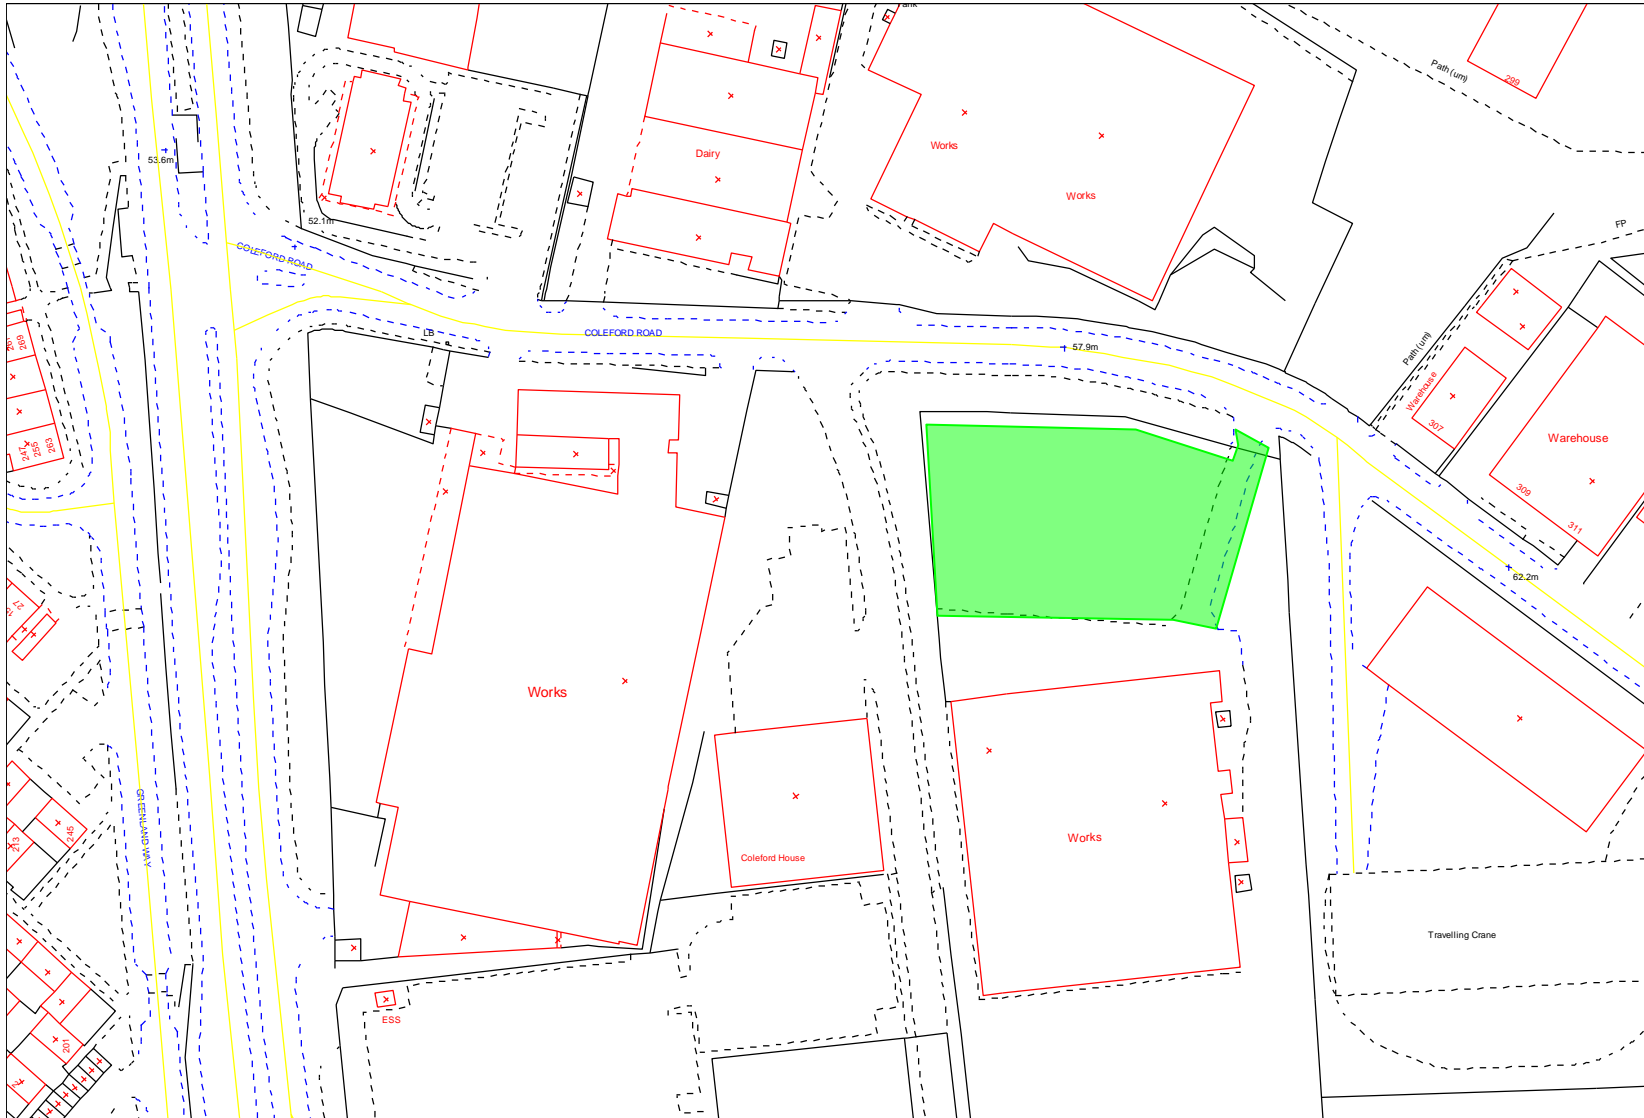 Path (um)
299
53.6m
Dairy
Works
Works
52.1m
FP
COLEFORD ROAD
LB
COLEFORD ROAD
57.9m
Path (um)
269
Warehouse
307
Warehouse
247
255
263
309
311
62.2m
27
Works
GREENLAND WAY
245
213
Works
Coleford House
Travelling Crane
ESS
201